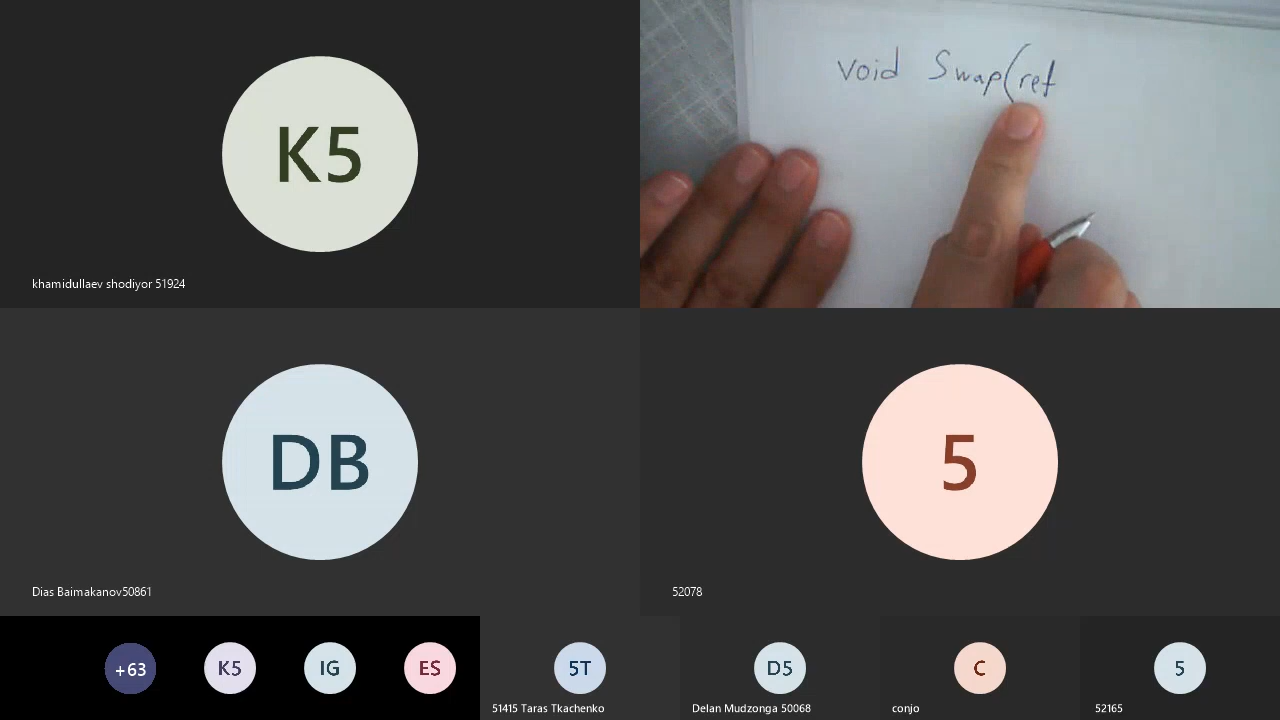 K5
khamidullaev shodiyor 51924
void Swap(ref
DB
Dias Baimakanov50861
5
52078
+63
K5
IG
ES
5T
51415 Taras Tkachenko
D5
Delan Mudzonga 50068
C
conjo
5
52165